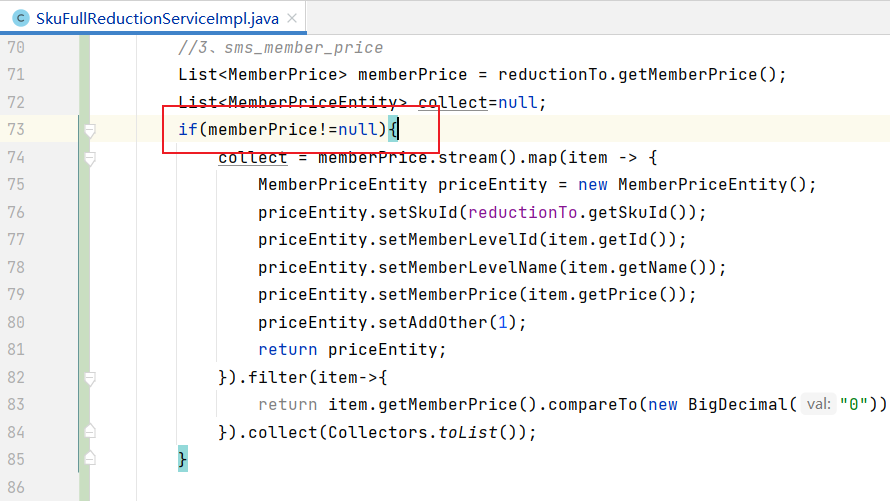 SkuFullReductionServiceImpl.java
70 //3、sms_member_price
71 List<MemberPrice> memberPrice = reductionTo.getMemberPrice();
72 List<MemberPriceEntity> collect=null;
73 if(memberPrice!=null){
74 collect = memberPrice.stream().map(item -> {
75 MemberPriceEntity priceEntity = new MemberPriceEntity();
76 priceEntity.setSkuId(reductionTo.getSkuId());
77 priceEntity.setMemberLevelId(item.getId());
78 priceEntity.setMemberLevelName(item.getName());
79 priceEntity.setMemberPrice(item.getPrice());
80 priceEntity.setAddOther(1);
81 return priceEntity;
82 }).filter(item->{
83 return item.getMemberPrice().compareTo(new BigDecimal( val: "0"))
84 }).collect(Collectors.toList());
85 }
86